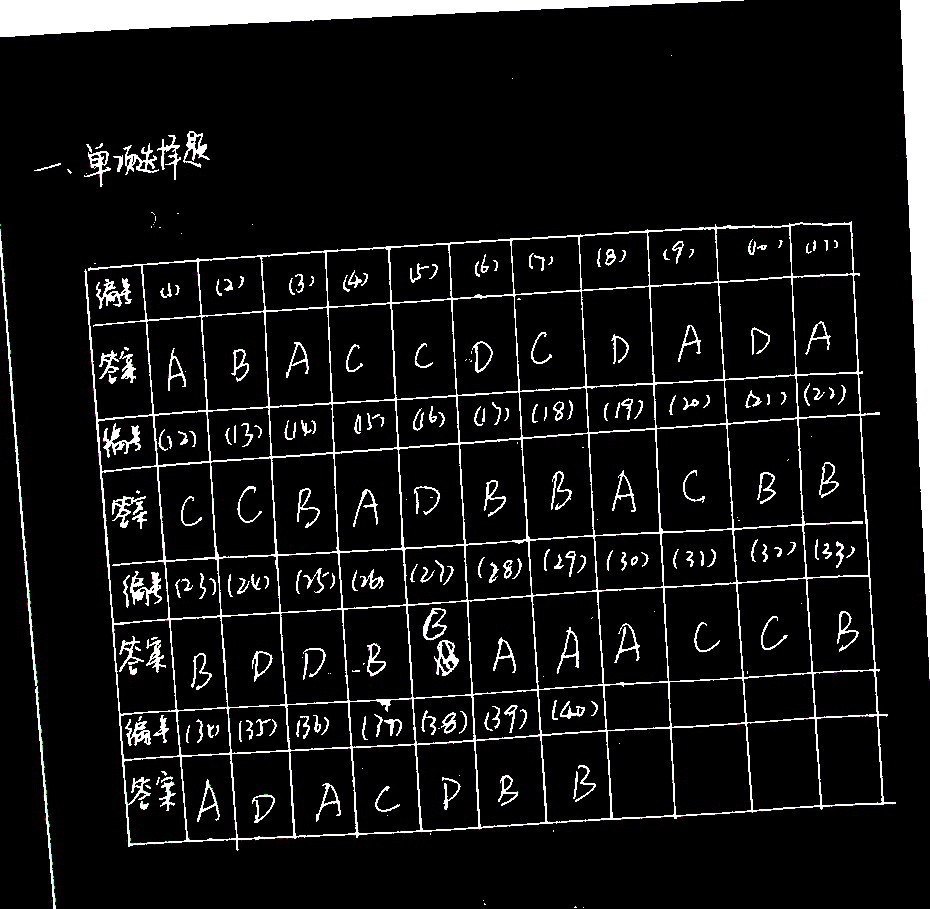 一、单项选择题
编号 (1) (2) (3) (4) (5) (6) (7) (8) (9) (10) (11)
答案 A B A C C D C D A D A
编号 (12) (13) (14) (15) (16) (17) (18) (19) (20) (21) (22)
答案 C C B A D B B A C B B
编号 (23) (24) (25) (26) (27) (28) (29) (30) (31) (32) (33)
答案 B D D B B A A A C C B
编号 (34) (35) (36) (37) (38) (39) (40)
答案 A D A C D B B